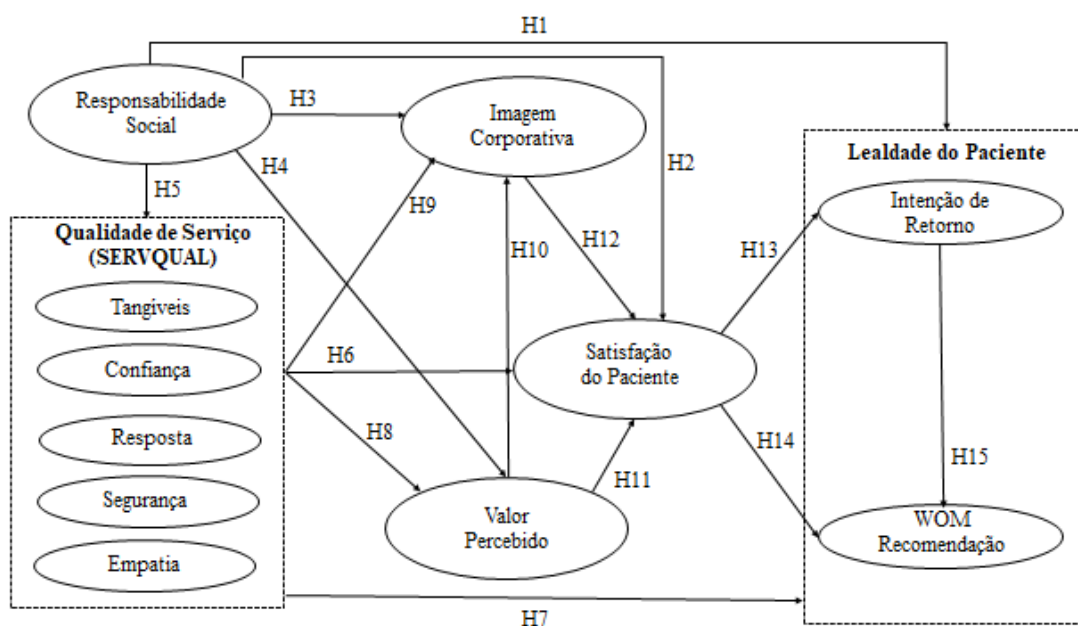 H1
Responsabilidade
Social
H3
Imagem
Corporativa
H2
Lealdade do Paciente
H4
H5
H9
Intenção de
Retorno
Qualidade de Serviço
(SERVQUAL)
H10
H12
H13
Tangíveis
Confiança
H6
Satisfação
do Paciente
Resposta
H8
H14
H15
H11
Segurança
Valor
Percebido
WOM
Recomendação
Empatia
H7